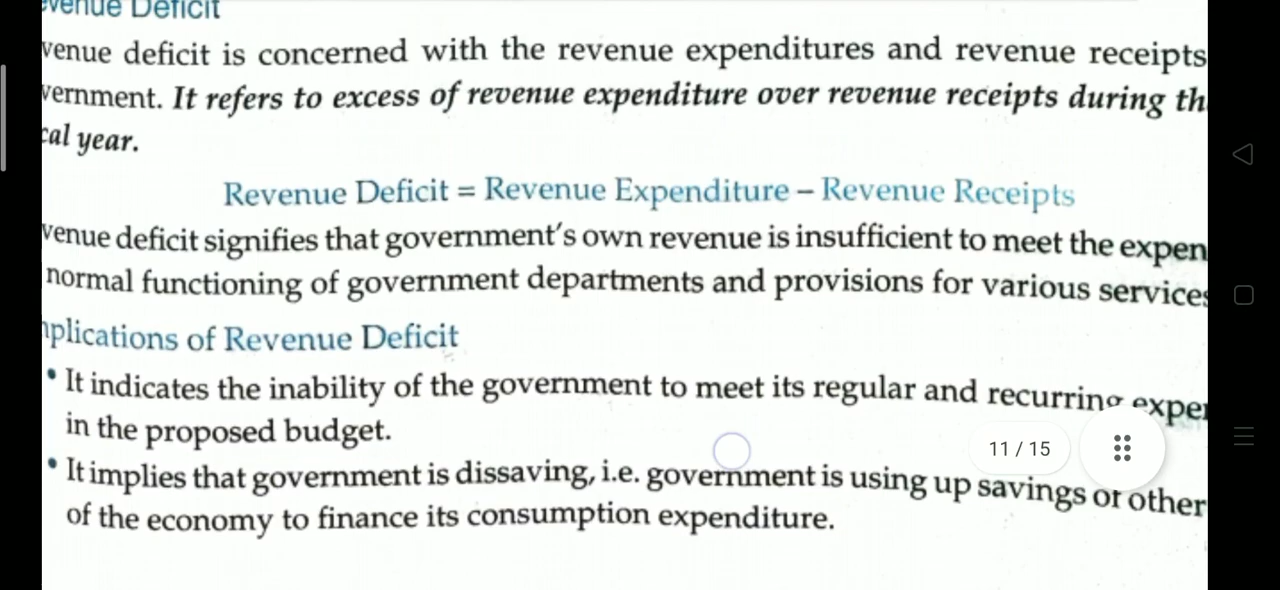 venue Deficit
venue deficit is concerned with the revenue expenditures and revenue receipts
vernment. It refers to excess of revenue expenditure over revenue receipts during th
cal year.
Revenue Deficit = Revenue Expenditure – Revenue Receipts
venue deficit signifies that government's own revenue is insufficient to meet the expen
normal functioning of government departments and provisions for various services
nplications of Revenue Deficit
• It indicates the inability of the government to meet its regular and recurring exper
in the proposed budget.
11 / 15
• It implies that government is dissaving, i.e. government is using up savings of other
of the economy to finance its consumption expenditure.